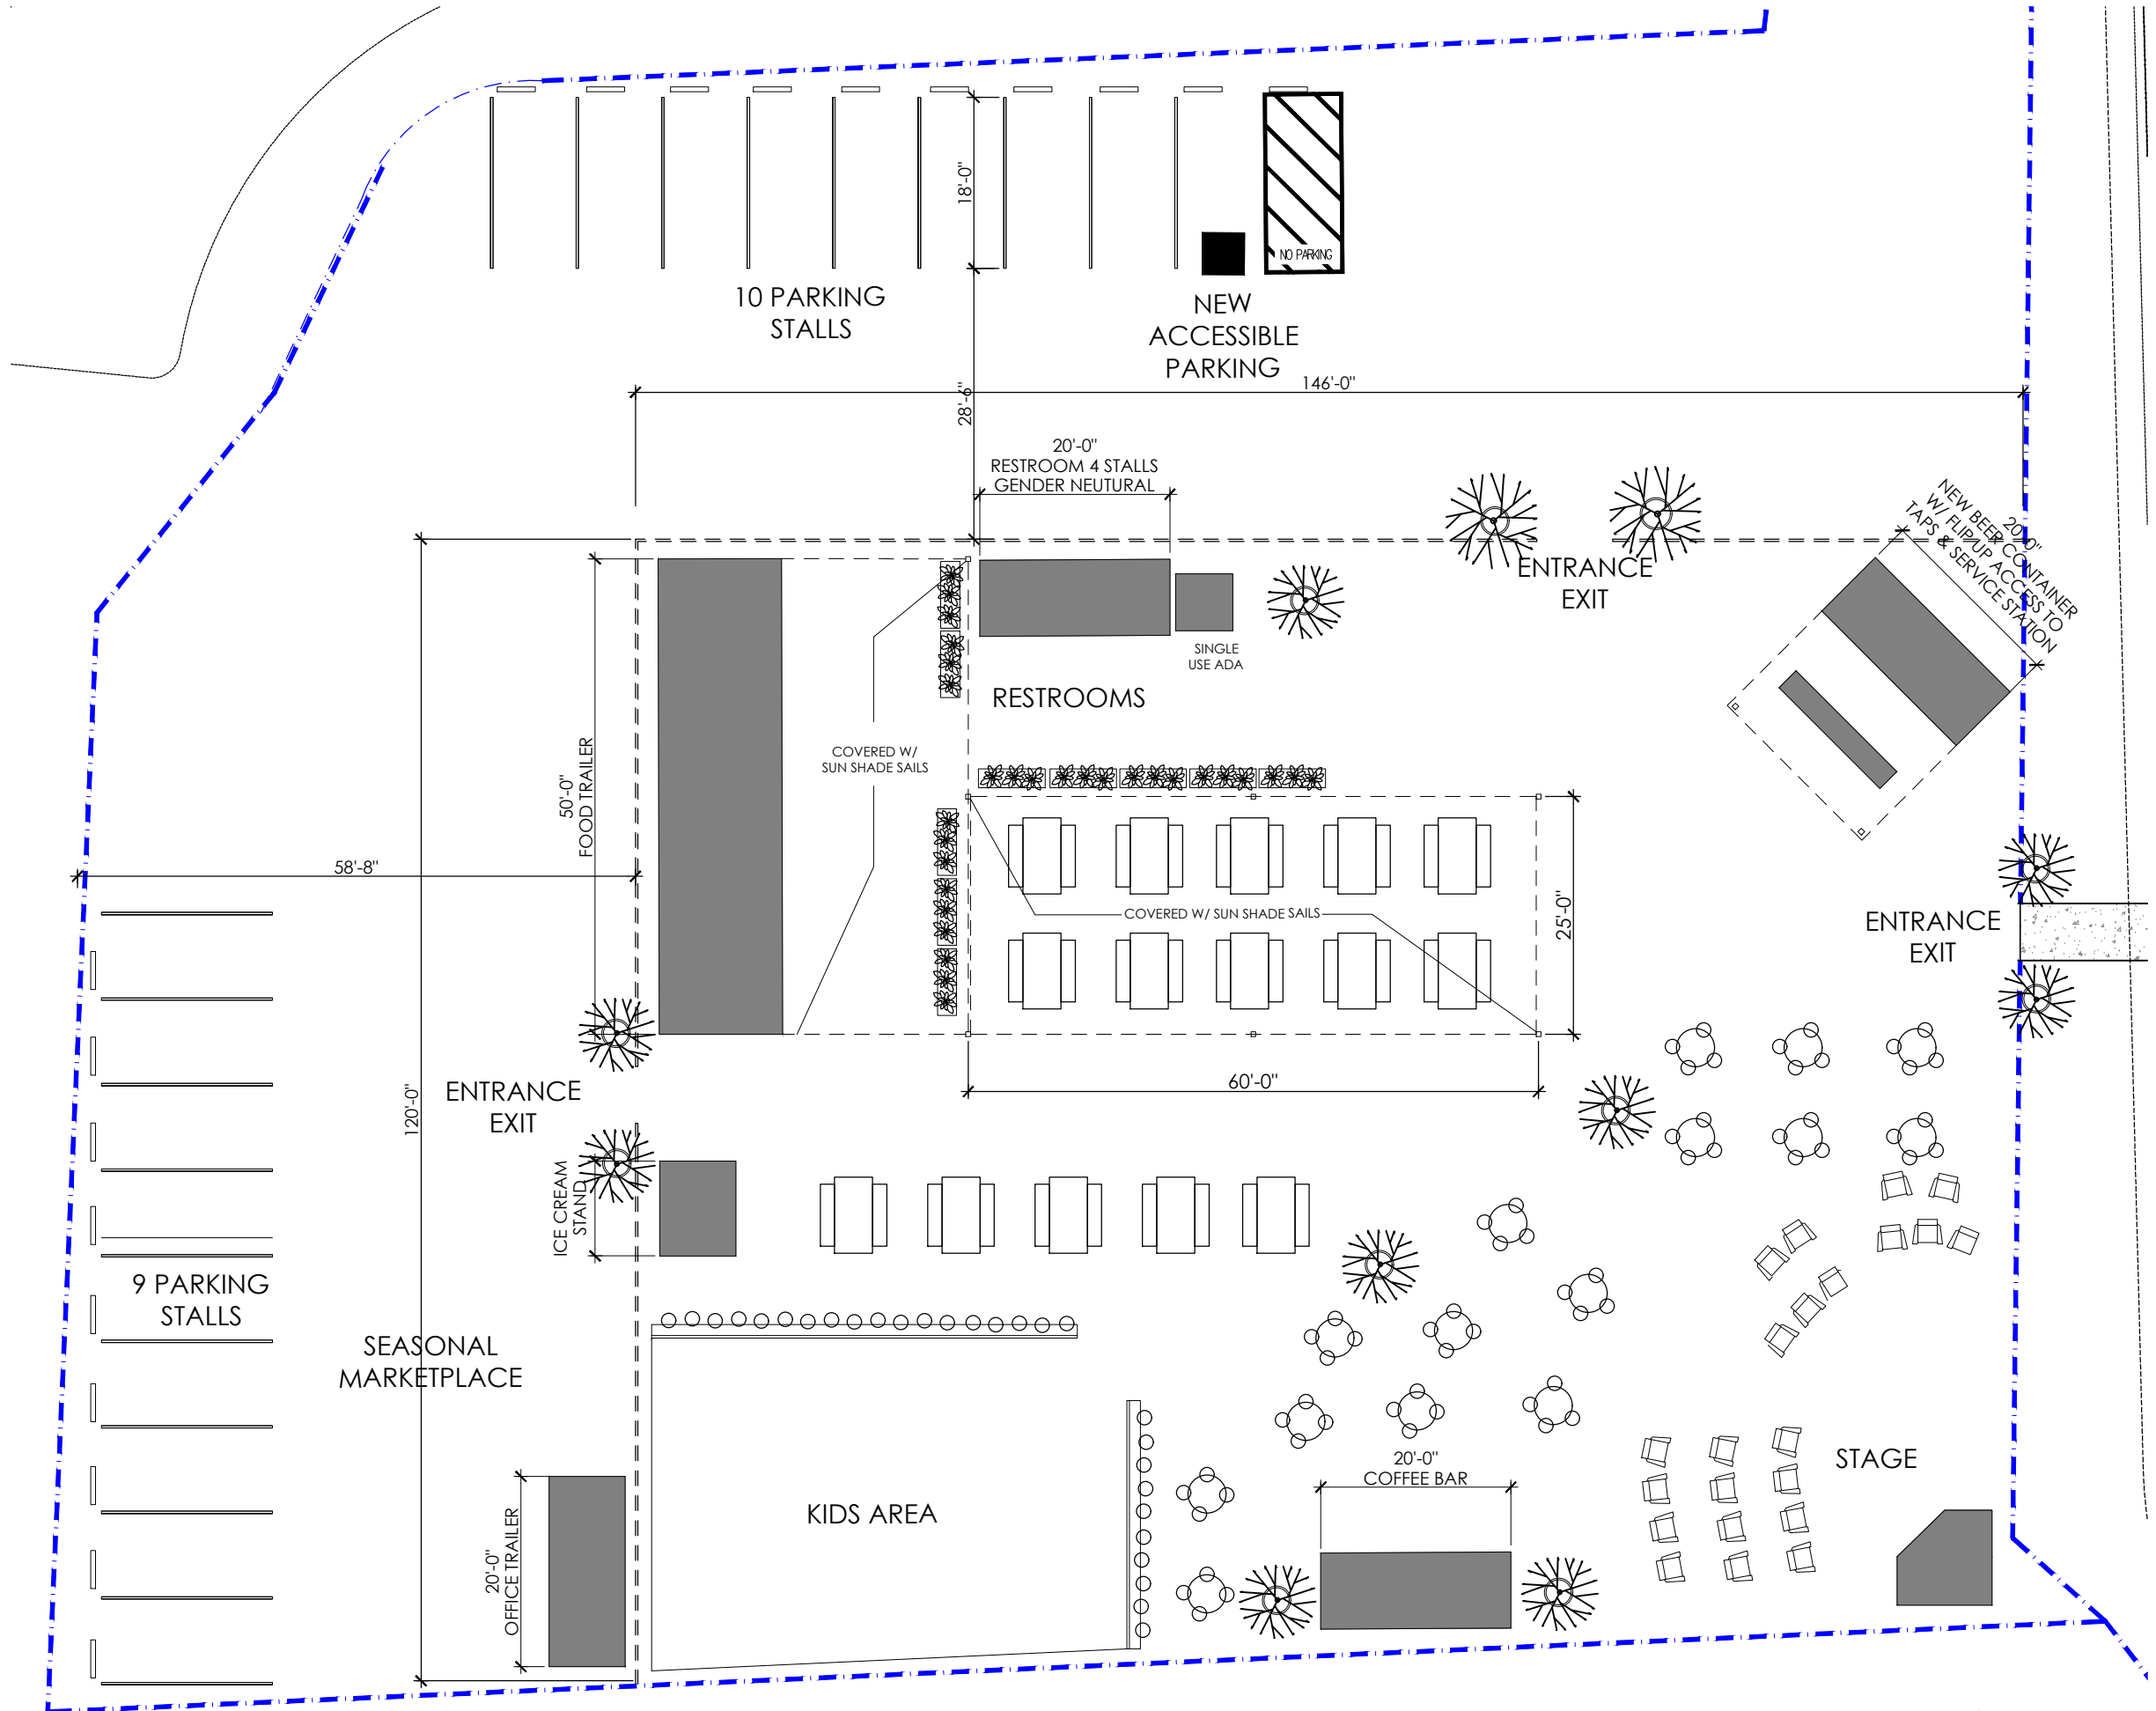 18'-0"
NO PARKING
10 PARKING
STALLS
NEW
ACCESSIBLE
PARKING
28'-6"
146'-0"
20'-0"
RESTROOM 4 STALLS
GENDER NEUTURAL
20'-0"
NEW BEER CONTAINER
W/ FLIP UP ACCESS TO
TAPS & SERVICE STATION
ENTRANCE
EXIT
SINGLE
USE ADA
RESTROOMS
COVERED W/
SUN SHADE SAILS
50'-0"
FOOD TRAILER
58'-8"
COVERED W/ SUN SHADE SAILS
25'-0"
ENTRANCE
EXIT
60'-0"
ENTRANCE
EXIT
120'-0"
ICE CREAM
STAND
9 PARKING
STALLS
SEASONAL
MARKETPLACE
20'-0"
COFFEE BAR
STAGE
KIDS AREA
20'-0"
OFFICE TRAILER